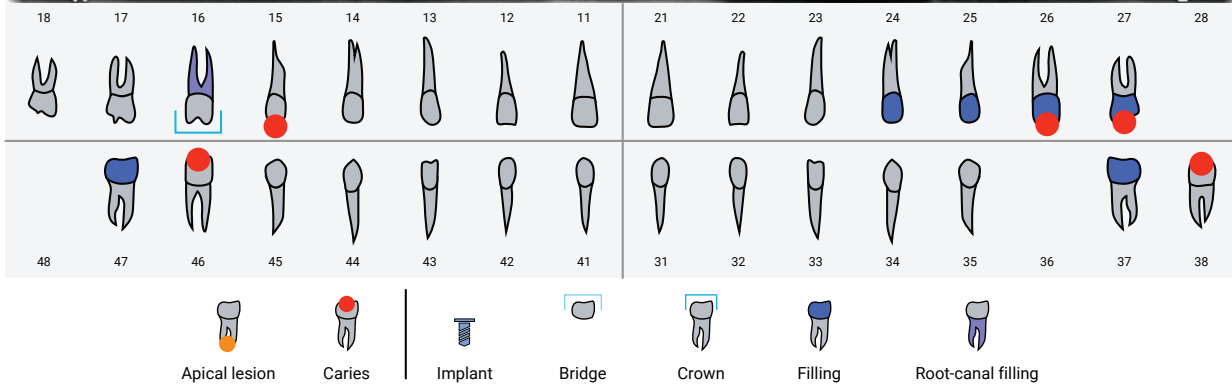 18 17 16 15 14 13 12 11 21 22 23 24 25 26 27 28
48 47 46 45 44 43 42 41 31 32 33 34 35 36 37 38
Apical lesion Caries Implant Bridge Crown Filling Root-canal filling